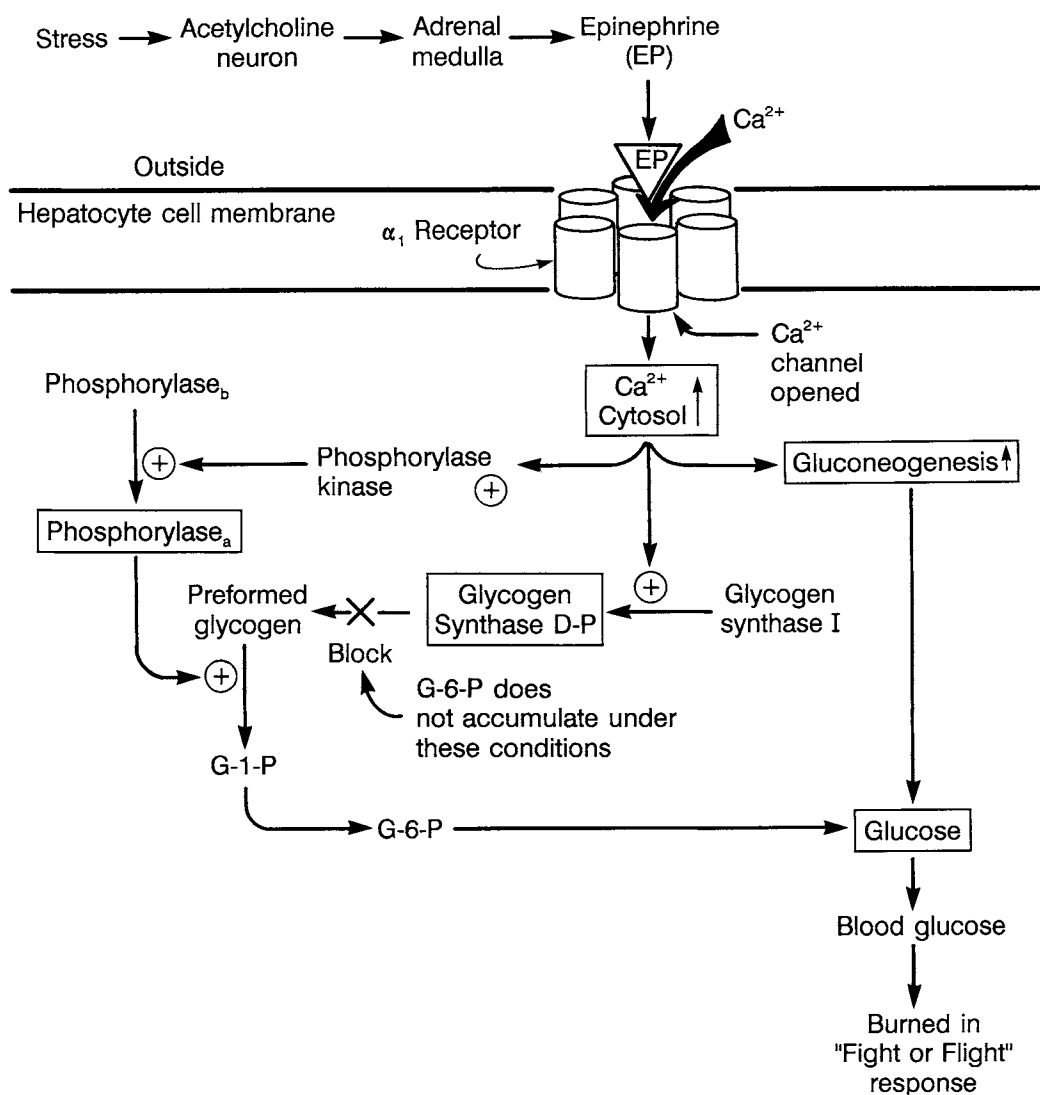 Stress
Acetylcholine
neuron
Adrenal
medulla
Epinephrine
(EP)
Ca²⁺
EP
Outside
Hepatocyte cell membrane
α₁ Receptor
Ca²⁺
channel
opened
Ca²⁺
Cytosol
Phosphorylase_b
+
Phosphorylase
kinase
+
Gluconeogenesis
Phosphorylase_a
+
Preformed
glycogen
Glycogen
Synthase D-P
Glycogen
synthase I
Block
+
G-6-P does
not accumulate under
these conditions
G-1-P
G-6-P
Glucose
Blood glucose
Burned in
"Fight or Flight"
response